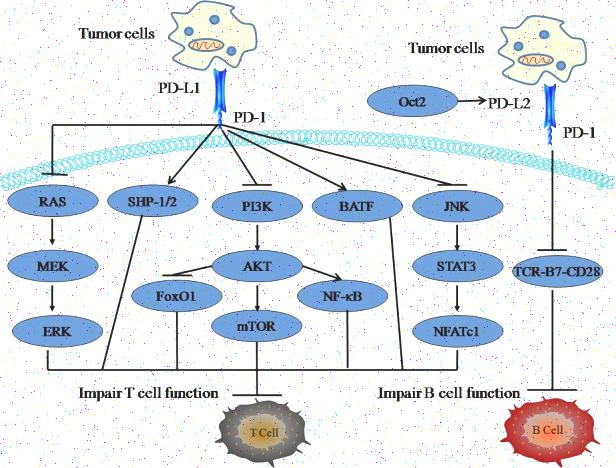 Tumor cells
Tumor cells
PD-L1
Oct2
PD-L2
PD-1
PD-1
RAS
SHP-1/2
PI3K
BATF
JNK
MEK
AKT
STAT3
TCR-B7-CD28
FoxO1
NF-κB
ERK
mTOR
NFATc1
Impair T cell function
Impair B cell function
T Cell
B Cell